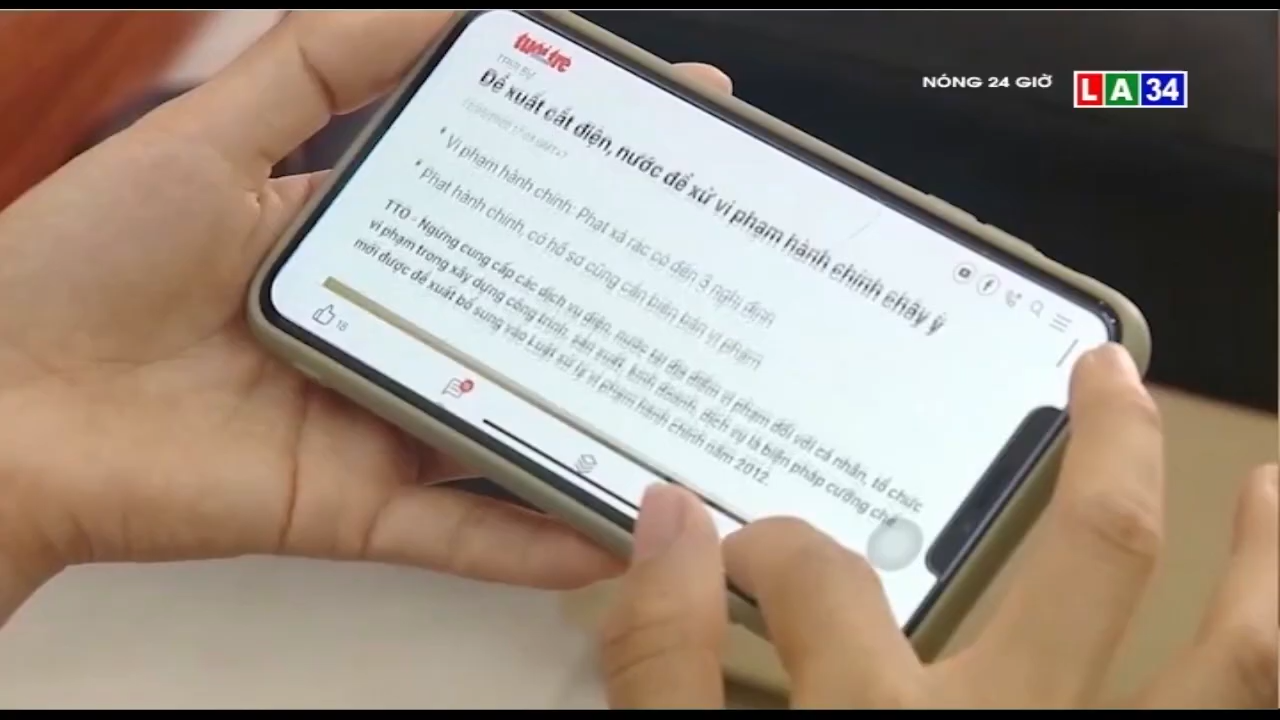 NÓNG 24 GIỜ
LA34
tuổi trẻ
THỜI SỰ
Đề xuất cắt điện, nước để xử vi phạm hành chính chây ỳ
* Vi phạm hành chính: Phạt xả rác có đến 3 nghị định
* Phạt hành chính, có hồ sơ cũng cần biên bản vi phạm
TTO - Ngừng cung cấp các dịch vụ điện, nước tại địa điểm vi phạm đối với cá nhân, tổ chức
vi phạm trong xây dựng công trình, sản xuất, kinh doanh, dịch vụ là biện pháp cưỡng chế
mới được đề xuất bổ sung vào Luật xử lý vi phạm hành chính năm 2012.
18